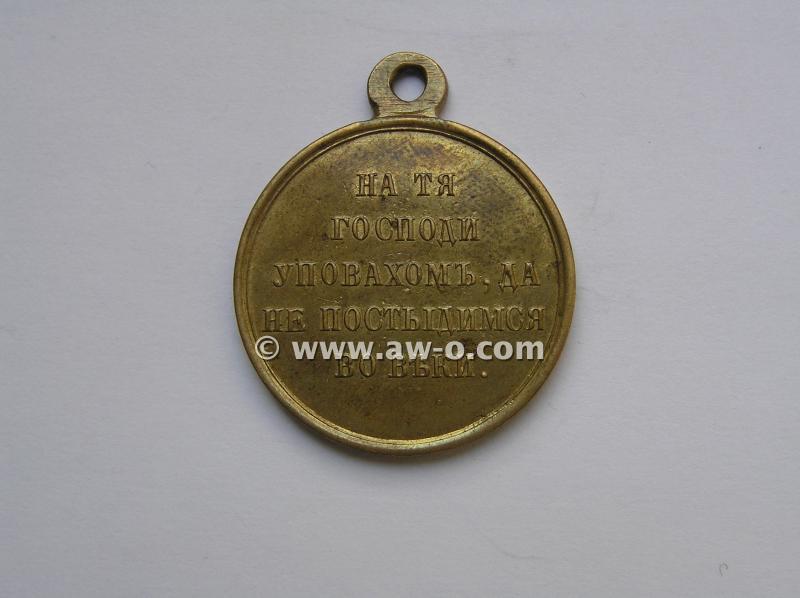 НА ТЯ
ГОСПОДИ
УПОВАХОМЪ, ДА
НЕ ПОСТЫДИМСЯ
© www.aw-o.com
ВО ВѢКИ.